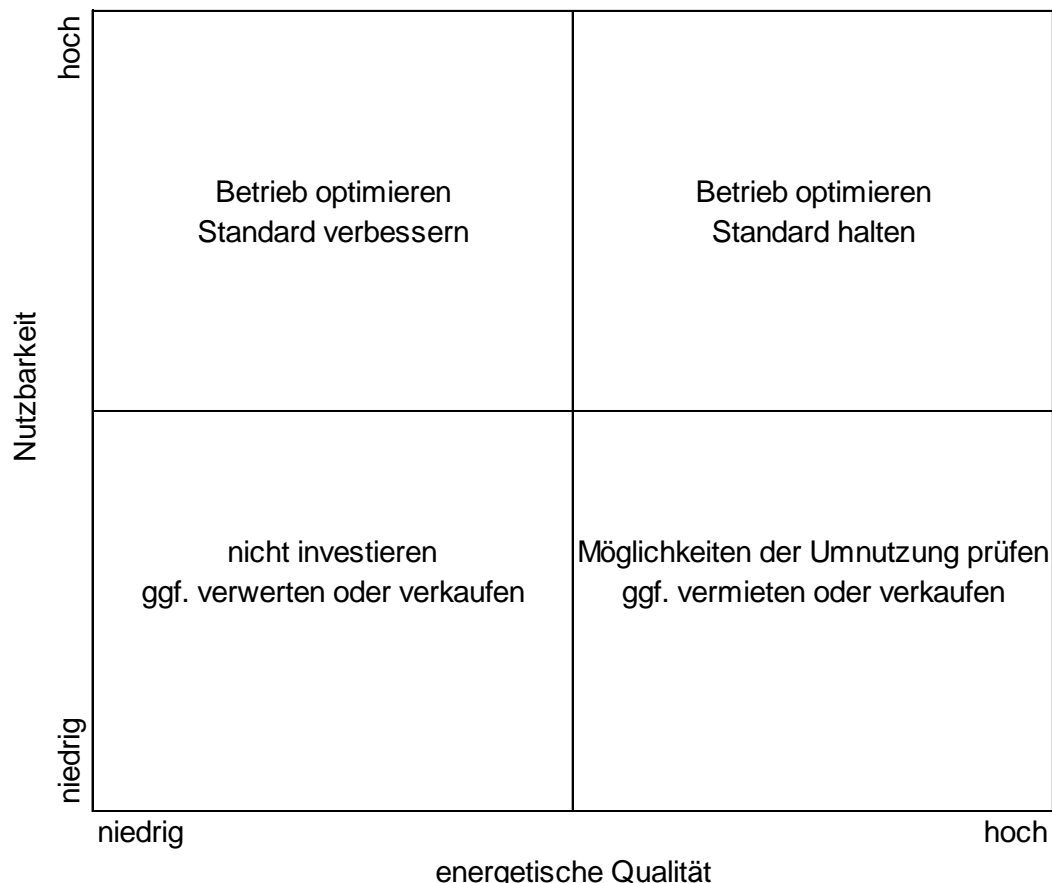 hoch
Betrieb optimieren
Standard verbessern
Betrieb optimieren
Standard halten
Nutzbarkeit
nicht investieren
ggf. verwerten oder verkaufen
Möglichkeiten der Umnutzung prüfen
ggf. vermieten oder verkaufen
niedrig
niedrig
hoch
energetische Qualität